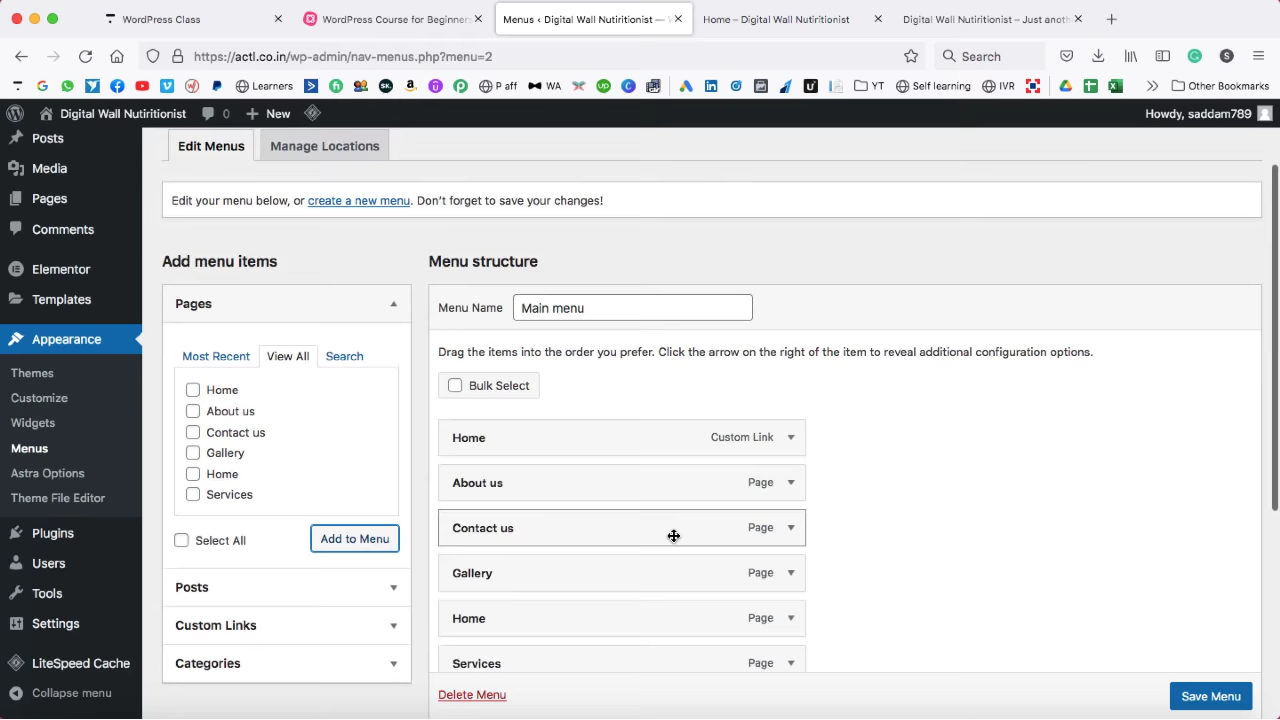 WordPress Class
WordPress Course for Beginners
Menus ‹ Digital Wall Nutritionist —
Home – Digital Wall Nutritionist
Digital Wall Nutritionist – Just anoth
https://actl.co.in/wp-admin/nav-menus.php?menu=2
Search
Learners
P aff
WA
YT
Self learning
IVR
Other Bookmarks
Digital Wall Nutritionist
0
New
Howdy, saddam789
Posts
Media
Pages
Comments
Elementor
Templates
Appearance
Themes
Customize
Widgets
Menus
Astra Options
Theme File Editor
Plugins
Users
Tools
Settings
LiteSpeed Cache
Collapse menu
Edit Menus
Manage Locations
Edit your menu below, or create a new menu. Don’t forget to save your changes!
Add menu items
Pages
Most Recent
View All
Search
Home
About us
Contact us
Gallery
Home
Services
Select All
Add to Menu
Posts
Custom Links
Categories
Menu structure
Menu Name
Main menu
Drag the items into the order you prefer. Click the arrow on the right of the item to reveal additional configuration options.
Bulk Select
Home Custom Link
About us Page
Contact us Page
Gallery Page
Home Page
Services Page
Delete Menu
Save Menu